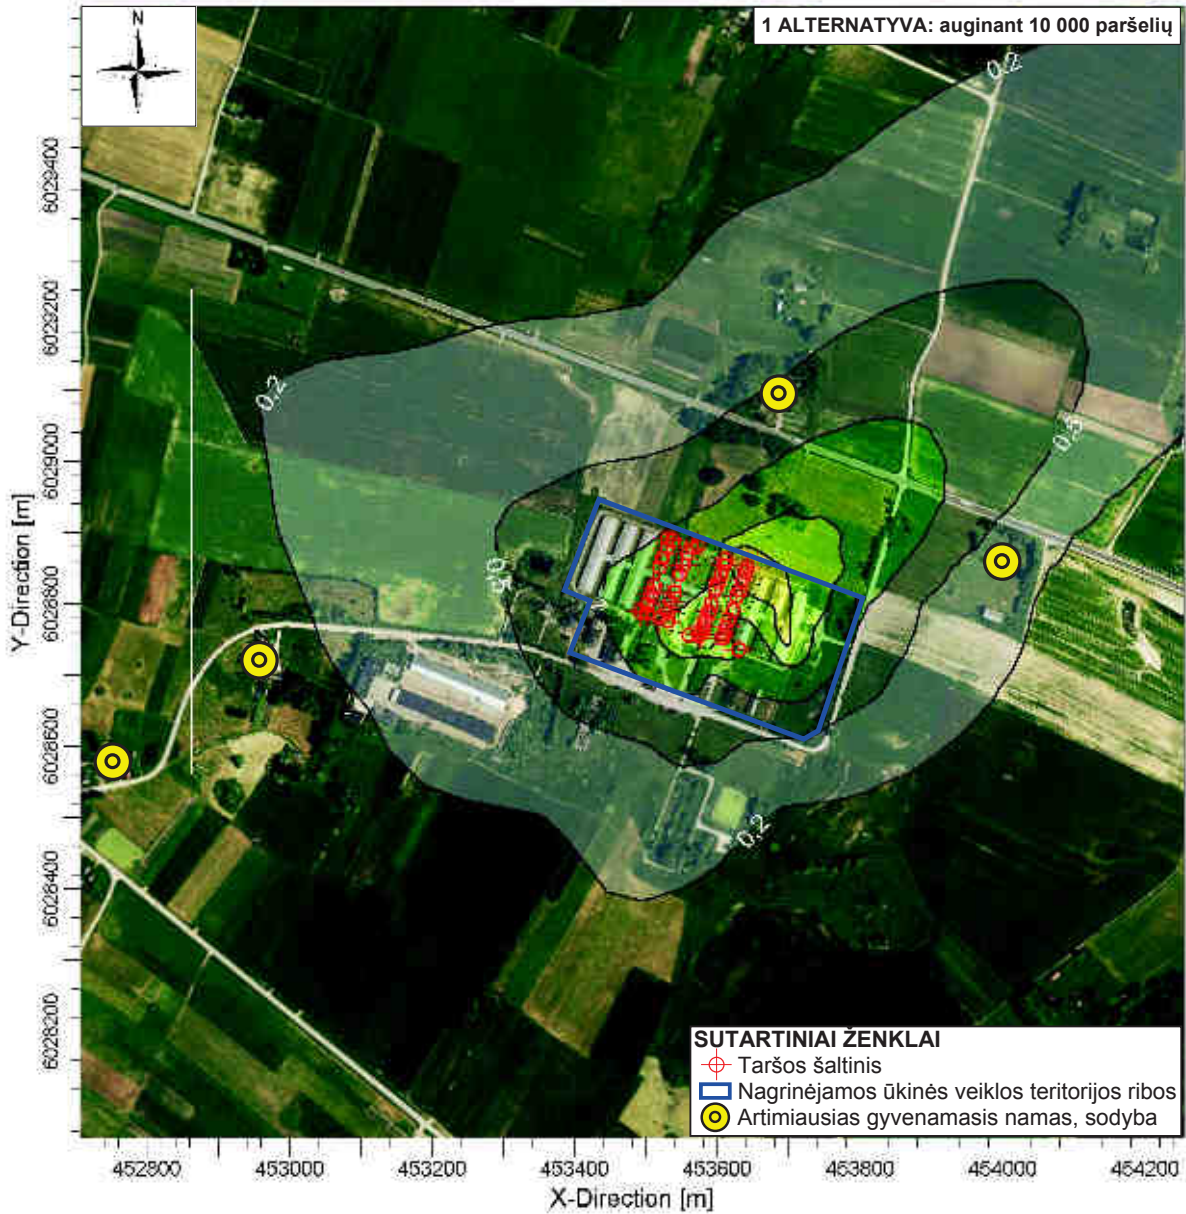 N
1 ALTERNATYVA: auginant 10 000 paršelių
0,2
0,2
0,5
0,5
0,2
Y-Direction [m]
6029400
6029200
6029000
6028800
6028600
6028400
6028200
SUTARTINIAI ŽENKLAI
Taršos šaltinis
Nagrinėjamos ūkinės veiklos teritorijos ribos
Artimiausias gyvenamasis namas, sodyba
452800 453000 453200 453400 453600 453800 454000 454200
X-Direction [m]